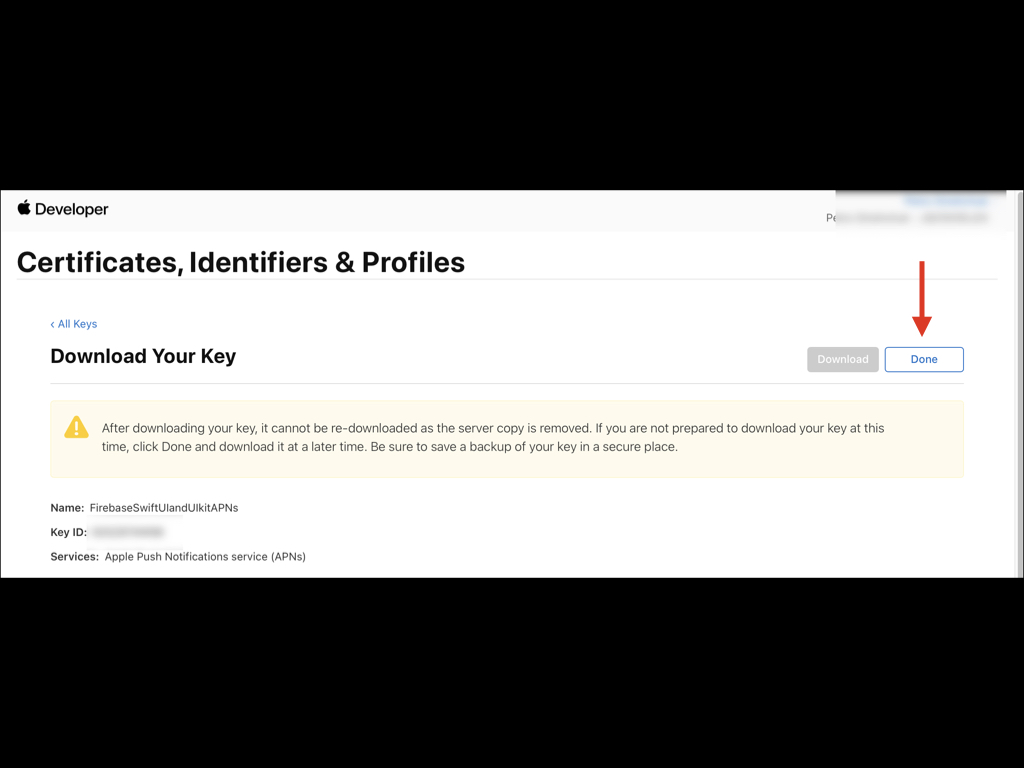 Developer
Certificates, Identifiers & Profiles
‹ All Keys
Download Your Key
Download
Done
After downloading your key, it cannot be re-downloaded as the server copy is removed. If you are not prepared to download your key at this
time, click Done and download it at a later time. Be sure to save a backup of your key in a secure place.
Name: FirebaseSwiftUIandUIkitAPNs
Key ID:
Services: Apple Push Notifications service (APNs)